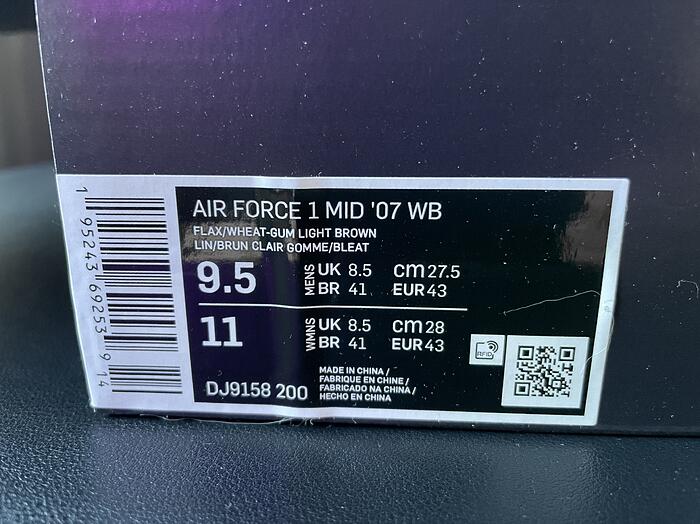 AIR FORCE 1 MID '07 WB
FLAX/WHEAT-GUM LIGHT BROWN
LIN/BRUN CLAIR GOMME/BLEAT
9.5 MENS UK 8.5 cm 27.5
BR 41 EUR 43
11 WMNS UK 8.5 cm 28
BR 41 EUR 43
DJ9158 200
MADE IN CHINA /
FABRIQUE EN CHINE /
FABRICADO NA CHINA /
HECHO EN CHINA
RFID
1 95243 69253 9 14